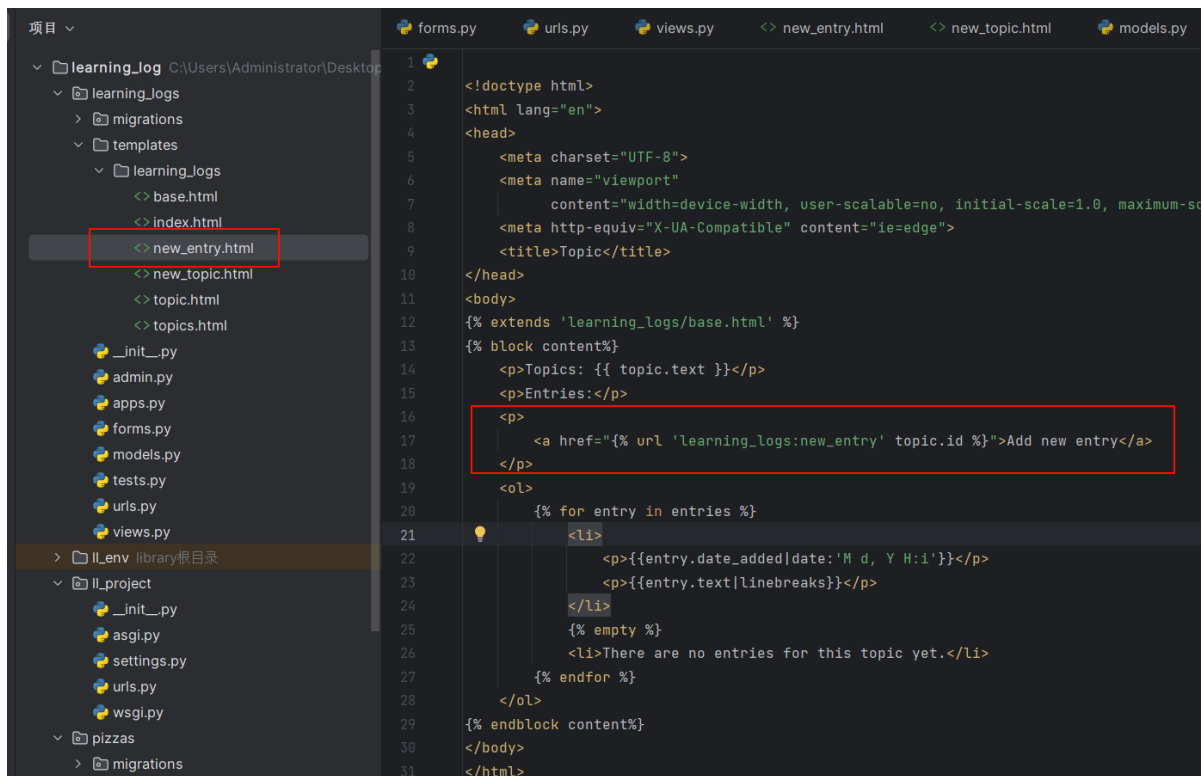 项目
learning_log C:\Users\Administrator\Desktop
learning_logs
migrations
templates
learning_logs
base.html
index.html
new_entry.html
new_topic.html
topic.html
topics.html
__init__.py
admin.py
apps.py
forms.py
models.py
tests.py
urls.py
views.py
ll_env library根目录
ll_project
__init__.py
asgi.py
settings.py
urls.py
wsgi.py
pizzas
migrations
forms.py urls.py views.py new_entry.html new_topic.html models.py
1
2 <!doctype html>
3 <html lang="en">
4 <head>
5 <meta charset="UTF-8">
6 <meta name="viewport"
7 content="width=device-width, user-scalable=no, initial-scale=1.0, maximum-sc
8 <meta http-equiv="X-UA-Compatible" content="ie=edge">
9 <title>Topic</title>
10 </head>
11 <body>
12 {% extends 'learning_logs/base.html' %}
13 {% block content%}
14 <p>Topics: {{ topic.text }}</p>
15 <p>Entries:</p>
16 <p>
17 <a href="{% url 'learning_logs:new_entry' topic.id %}">Add new entry</a>
18 </p>
19 <ol>
20 {% for entry in entries %}
21 <li>
22 <p>{{entry.date_added|date:'M d, Y H:i'}}</p>
23 <p>{{entry.text|linebreaks}}</p>
24 </li>
25 {% empty %}
26 <li>There are no entries for this topic yet.</li>
27 {% endfor %}
28 </ol>
29 {% endblock content%}
30 </body>
31 </html>